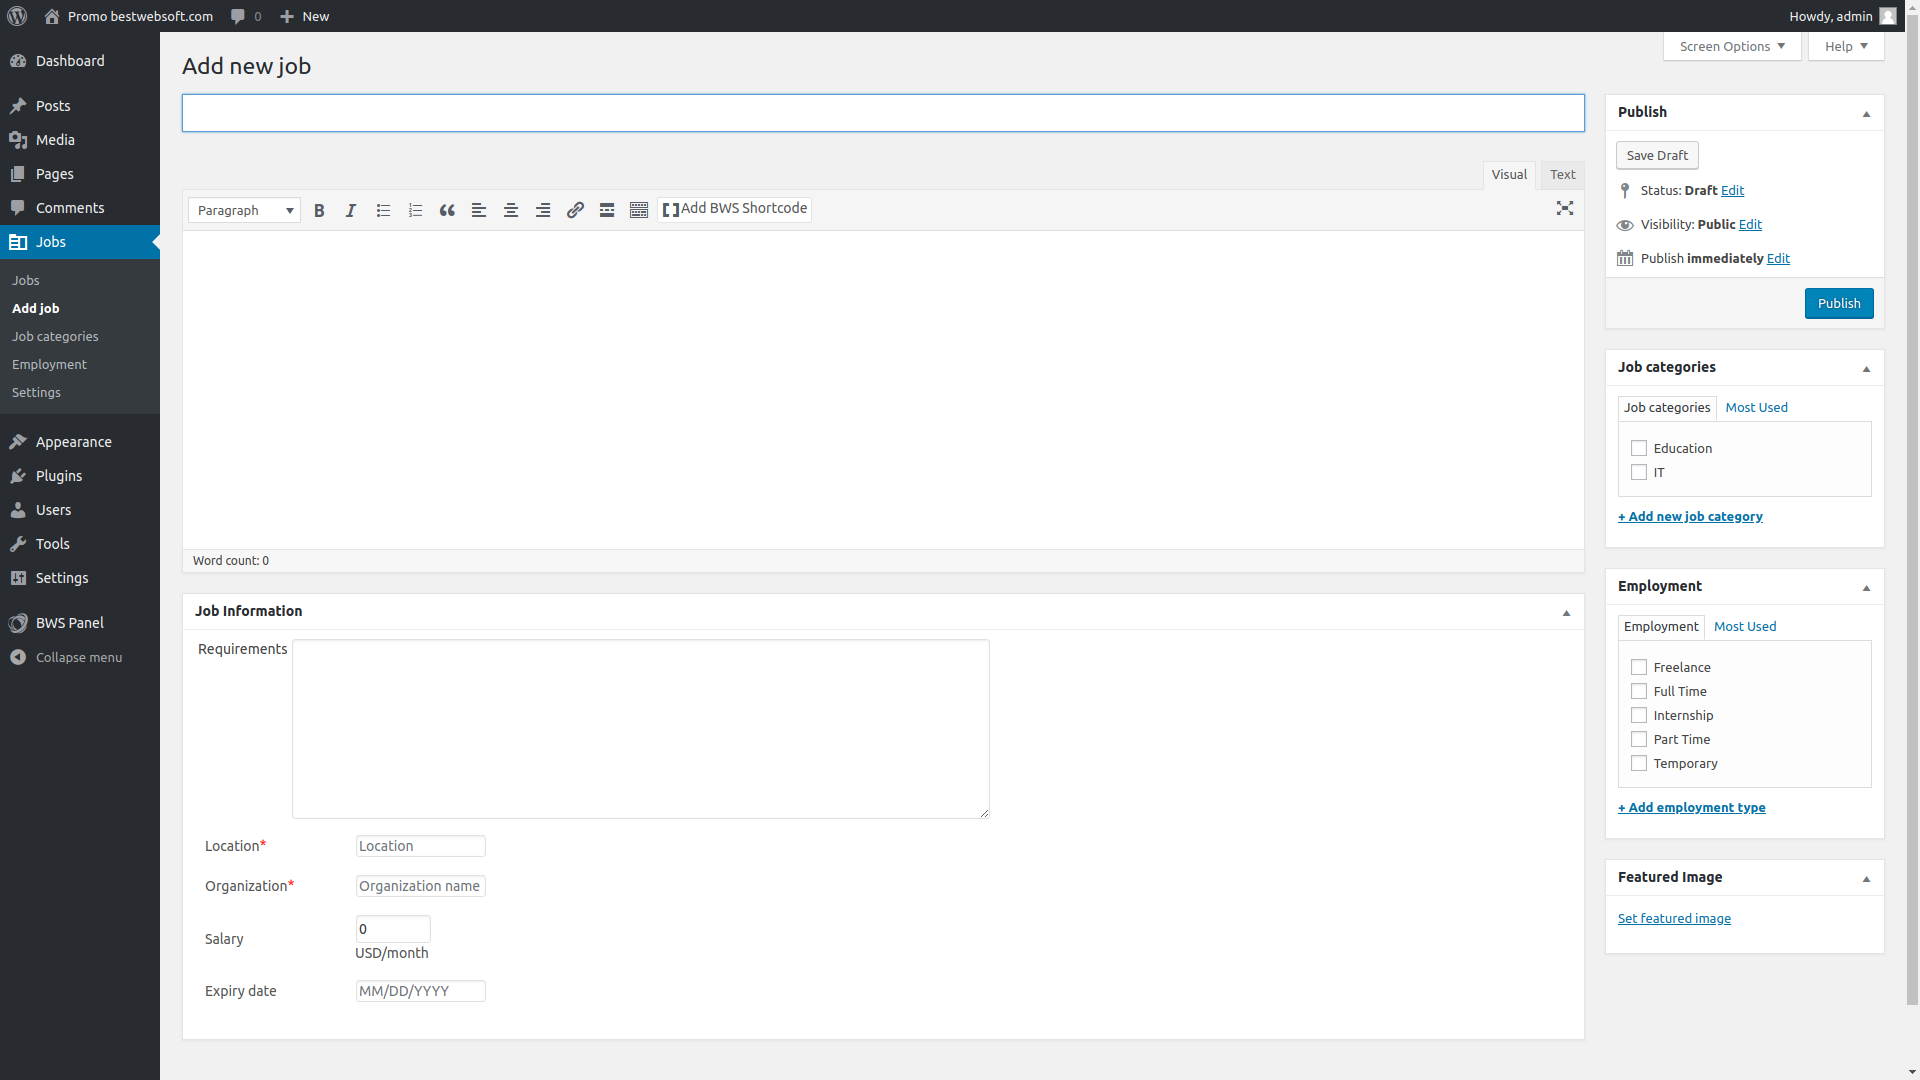 Promo bestwebsoft.com 0 New Howdy, admin
Dashboard
Posts
Media
Pages
Comments
Jobs
Jobs
Add job
Job categories
Employment
Settings
Appearance
Plugins
Users
Tools
Settings
BWS Panel
Collapse menu
Screen Options Help
Add new job
Visual Text
Paragraph B I Add BWS Shortcode
Word count: 0
Job Information
Requirements
Location* Location
Organization* Organization name
Salary 0
USD/month
Expiry date MM/DD/YYYY
Publish
Save Draft
Status: Draft Edit
Visibility: Public Edit
Publish immediately Edit
Publish
Job categories
Job categories Most Used
Education
IT
+ Add new job category
Employment
Employment Most Used
Freelance
Full Time
Internship
Part Time
Temporary
+ Add employment type
Featured Image
Set featured image